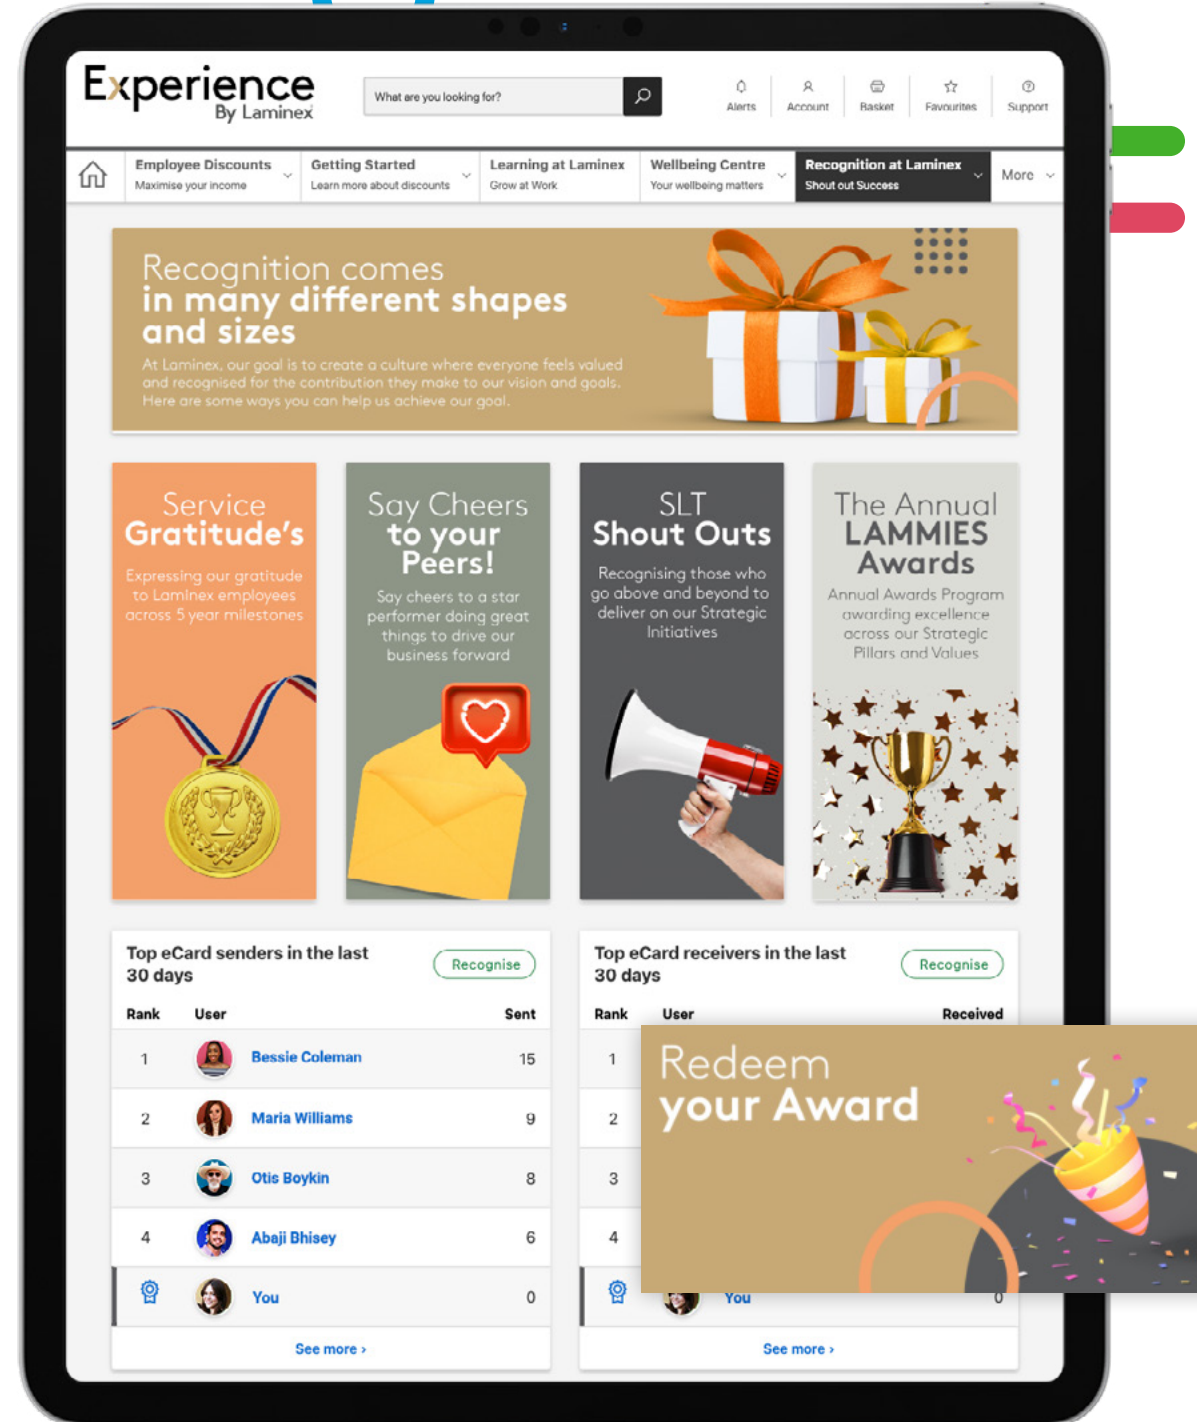 Experience
By Laminex
What are you looking for?
Alerts
Account
Basket
Favourites
Support
Employee Discounts
Maximise your income
Getting Started
Learn more about discounts
Learning at Laminex
Grow at Work
Wellbeing Centre
Your wellbeing matters
Recognition at Laminex
Shout out Success
More
Recognition comes
in many different shapes
and sizes
At Laminex, our goal is to create a culture where everyone feels valued
and recognised for the contribution they make to our vision and goals.
Here are some ways you can help us achieve our goal.
Service
Gratitude's
Expressing our gratitude
to Laminex employees
across 5 year milestones
Say Cheers
to your
Peers!
Say cheers to a star
performer doing great
things to drive our
business forward
SLT
Shout Outs
Recognising those who
go above and beyond to
deliver on our Strategic
Initiatives
The Annual
LAMMIES
Awards
Annual Awards Program
awarding excellence
across our Strategic
Pillars and Values
Top eCard senders in the last
30 days
Recognise
Rank User Sent
1 Bessie Coleman 15
2 Maria Williams 9
3 Otis Boykin 8
4 Abaji Bhisey 6
You 0
See more ›
Top eCard receivers in the last
30 days
Recognise
Rank User Received
1
2
3
4
You 0
See more ›
Redeem
your Award